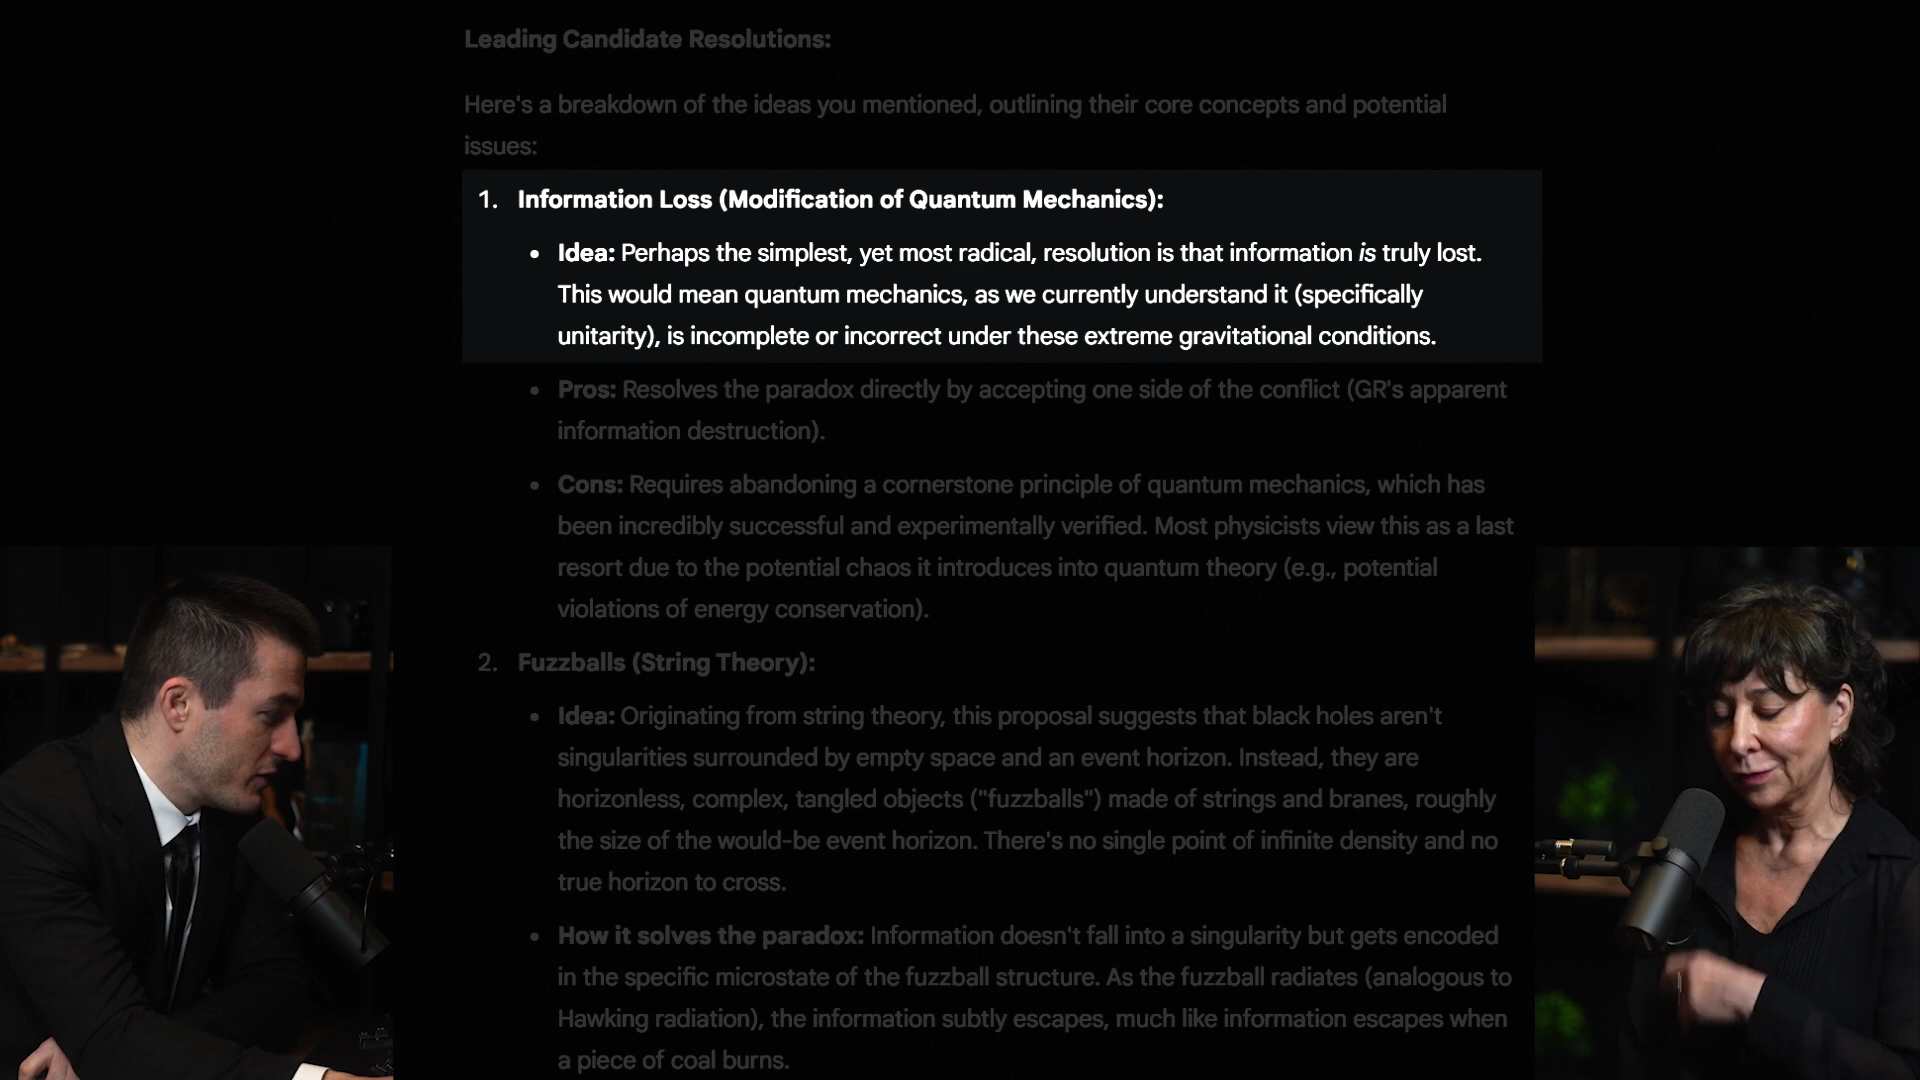 Leading Candidate Resolutions:
Here's a breakdown of the ideas you mentioned, outlining their core concepts and potential
issues:
1. Information Loss (Modification of Quantum Mechanics):
• Idea: Perhaps the simplest, yet most radical, resolution is that information is truly lost.
This would mean quantum mechanics, as we currently understand it (specifically
unitarity), is incomplete or incorrect under these extreme gravitational conditions.
• Pros: Resolves the paradox directly by accepting one side of the conflict (GR's apparent
information destruction).
• Cons: Requires abandoning a cornerstone principle of quantum mechanics, which has
been incredibly successful and experimentally verified. Most physicists view this as a last
resort due to the potential chaos it introduces into quantum theory (e.g., potential
violations of energy conservation).
2. Fuzzballs (String Theory):
• Idea: Originating from string theory, this proposal suggests that black holes aren't
singularities surrounded by empty space and an event horizon. Instead, they are
horizonless, complex, tangled objects ("fuzzballs") made of strings and branes, roughly
the size of the would-be event horizon. There's no single point of infinite density and no
true horizon to cross.
• How it solves the paradox: Information doesn't fall into a singularity but gets encoded
in the specific microstate of the fuzzball structure. As the fuzzball radiates (analogous to
Hawking radiation), the information subtly escapes, much like information escapes when
a piece of coal burns.